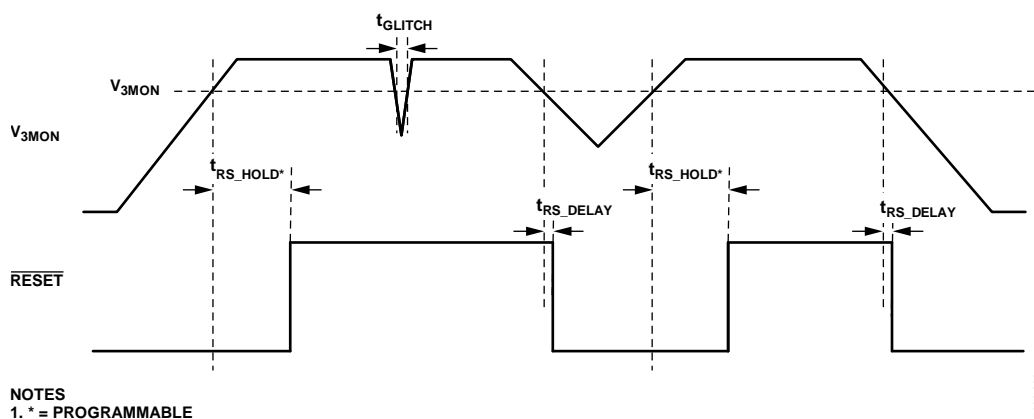 tGLITCH
V3MON
V3MON
tRS_HOLD*
tRS_HOLD*
tRS_DELAY
tRS_DELAY
RESET
NOTES
1. * = PROGRAMMABLE